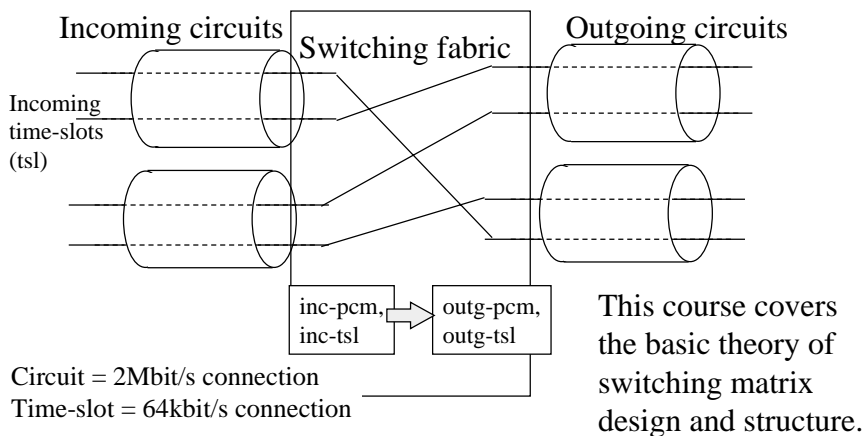 Incoming circuits
Switching fabric
Outgoing circuits
Incoming
time-slots
(tsl)
inc-pcm,
inc-tsl
outg-pcm,
outg-tsl
This course covers
the basic theory of
switching matrix
design and structure.
Circuit = 2Mbit/s connection
Time-slot = 64kbit/s connection